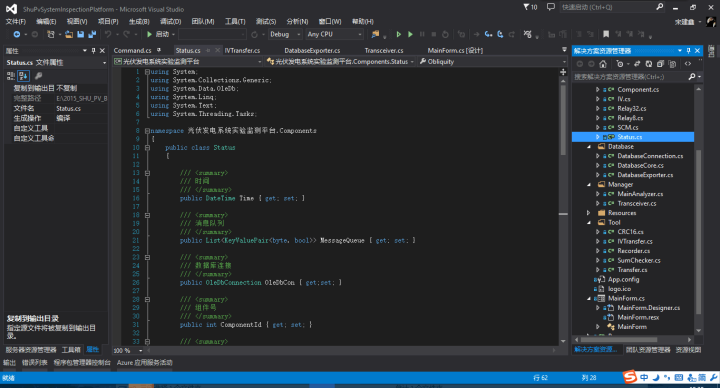 ShuPvSystemInspectionPlatform - Microsoft Visual Studio
10
快速启动 (Ctrl+Q)
文件(F) 编辑(E) 视图(V) 项目(P) 生成(B) 调试(D) 团队(M) 工具(T) 测试(S) 分析(N) 窗口(W) 帮助(H)
宋建鑫
启动 Debug Any CPU
属性
Status.cs 文件属性
复制到输出目 不复制
完整路径 E:\2015_SHU_PV_B
文件名 Status.cs
生成操作 编译
自定义工具
自定义工具命
复制到输出目录
指定源文件将被复制到输出目录。
服务器资源管理器 工具箱 属性
Command.cs Status.cs IVTransfer.cs DatabaseExporter.cs Transceiver.cs MainForm.cs [设计]
光伏发电系统实验监测平台 光伏发电系统实验监测平台.Components.Status Obliquity
1 using System;
2 using System.Collections.Generic;
3 using System.Data.OleDb;
4 using System.Linq;
5 using System.Text;
6 using System.Threading.Tasks;
7
8 namespace 光伏发电系统实验监测平台.Components
9 {
10 public class Status
11 {
12
13 /// <summary>
14 /// 时间
15 /// </summary>
16 public DateTime Time { get; set; }
17
18 /// <summary>
19 /// 消息队列
20 /// </summary>
21 public List<KeyValuePair<byte, bool>> MessageQueue { get; set; }
22
23 /// <summary>
24 /// 数据库连接
25 /// </summary>
26 public OleDbConnection OleDbCon { get;set; }
27
28 /// <summary>
29 /// 组件号
30 /// </summary>
31 public int ComponentId { get; set; }
32
33 /// <summary>
100 %
解决方案资源管理器
搜索解决方案资源管理器(Ctrl+;)
Component.cs
IV.cs
Relay32.cs
Relay8.cs
SCM.cs
Status.cs
Database
DatabaseConnection.cs
DatabaseCore.cs
DatabaseExporter.cs
Manager
MainAnalyzer.cs
Transceiver.cs
Resources
Tool
CRC16.cs
IVTransfer.cs
Recorder.cs
SumChecker.cs
Transfer.cs
App.config
logo.ico
MainForm.cs
MainForm.Designer.cs
MainForm.resx
MainForm
解决方案资源... 团队资源管理器 资源视图
输出 错误列表 程序包管理器控制台 Azure 应用服务活动
就绪 行 62 列 28
S 中 简